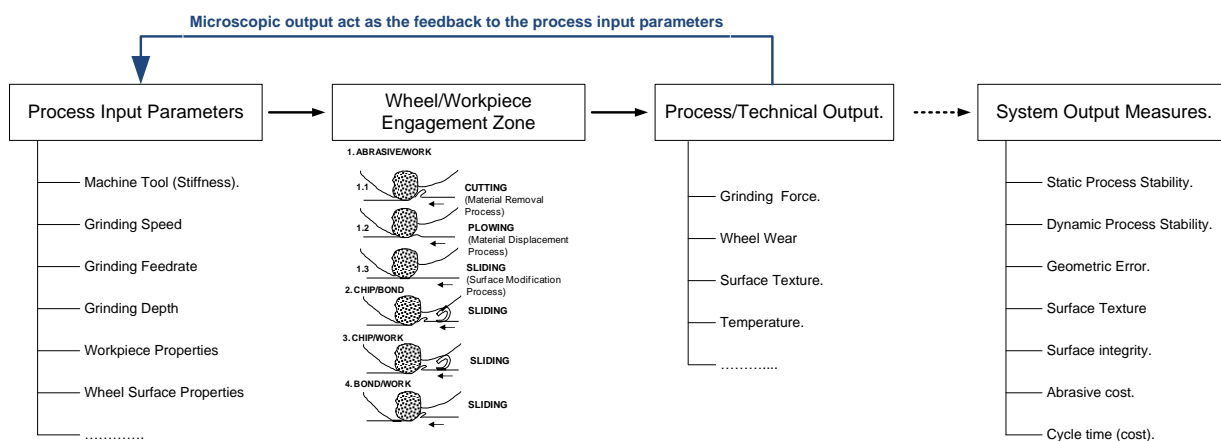 Microscopic output act as the feedback to the process input parameters
Process Input Parameters
Machine Tool (Stiffness).
Grinding Speed
Grinding Feedrate
Grinding Depth
Workpiece Properties
Wheel Surface Properties
………….
Wheel/Workpiece
Engagement Zone
1. ABRASIVE/WORK
1.1
CUTTING
(Material Removal
Process)
1.2
PLOWING
(Material Displacement
Process)
1.3
SLIDING
(Surface Modification
Process)
2. CHIP/BOND
SLIDING
3. CHIP/WORK
SLIDING
4. BOND/WORK
SLIDING
Process/Technical Output.
Grinding  Force.
Wheel Wear
Surface Texture.
Temperature.
………....
System Output Measures.
Static Process Stability.
Dynamic Process Stability.
Geometric Error.
Surface Texture
Surface integrity.
Abrasive cost.
Cycle time (cost).